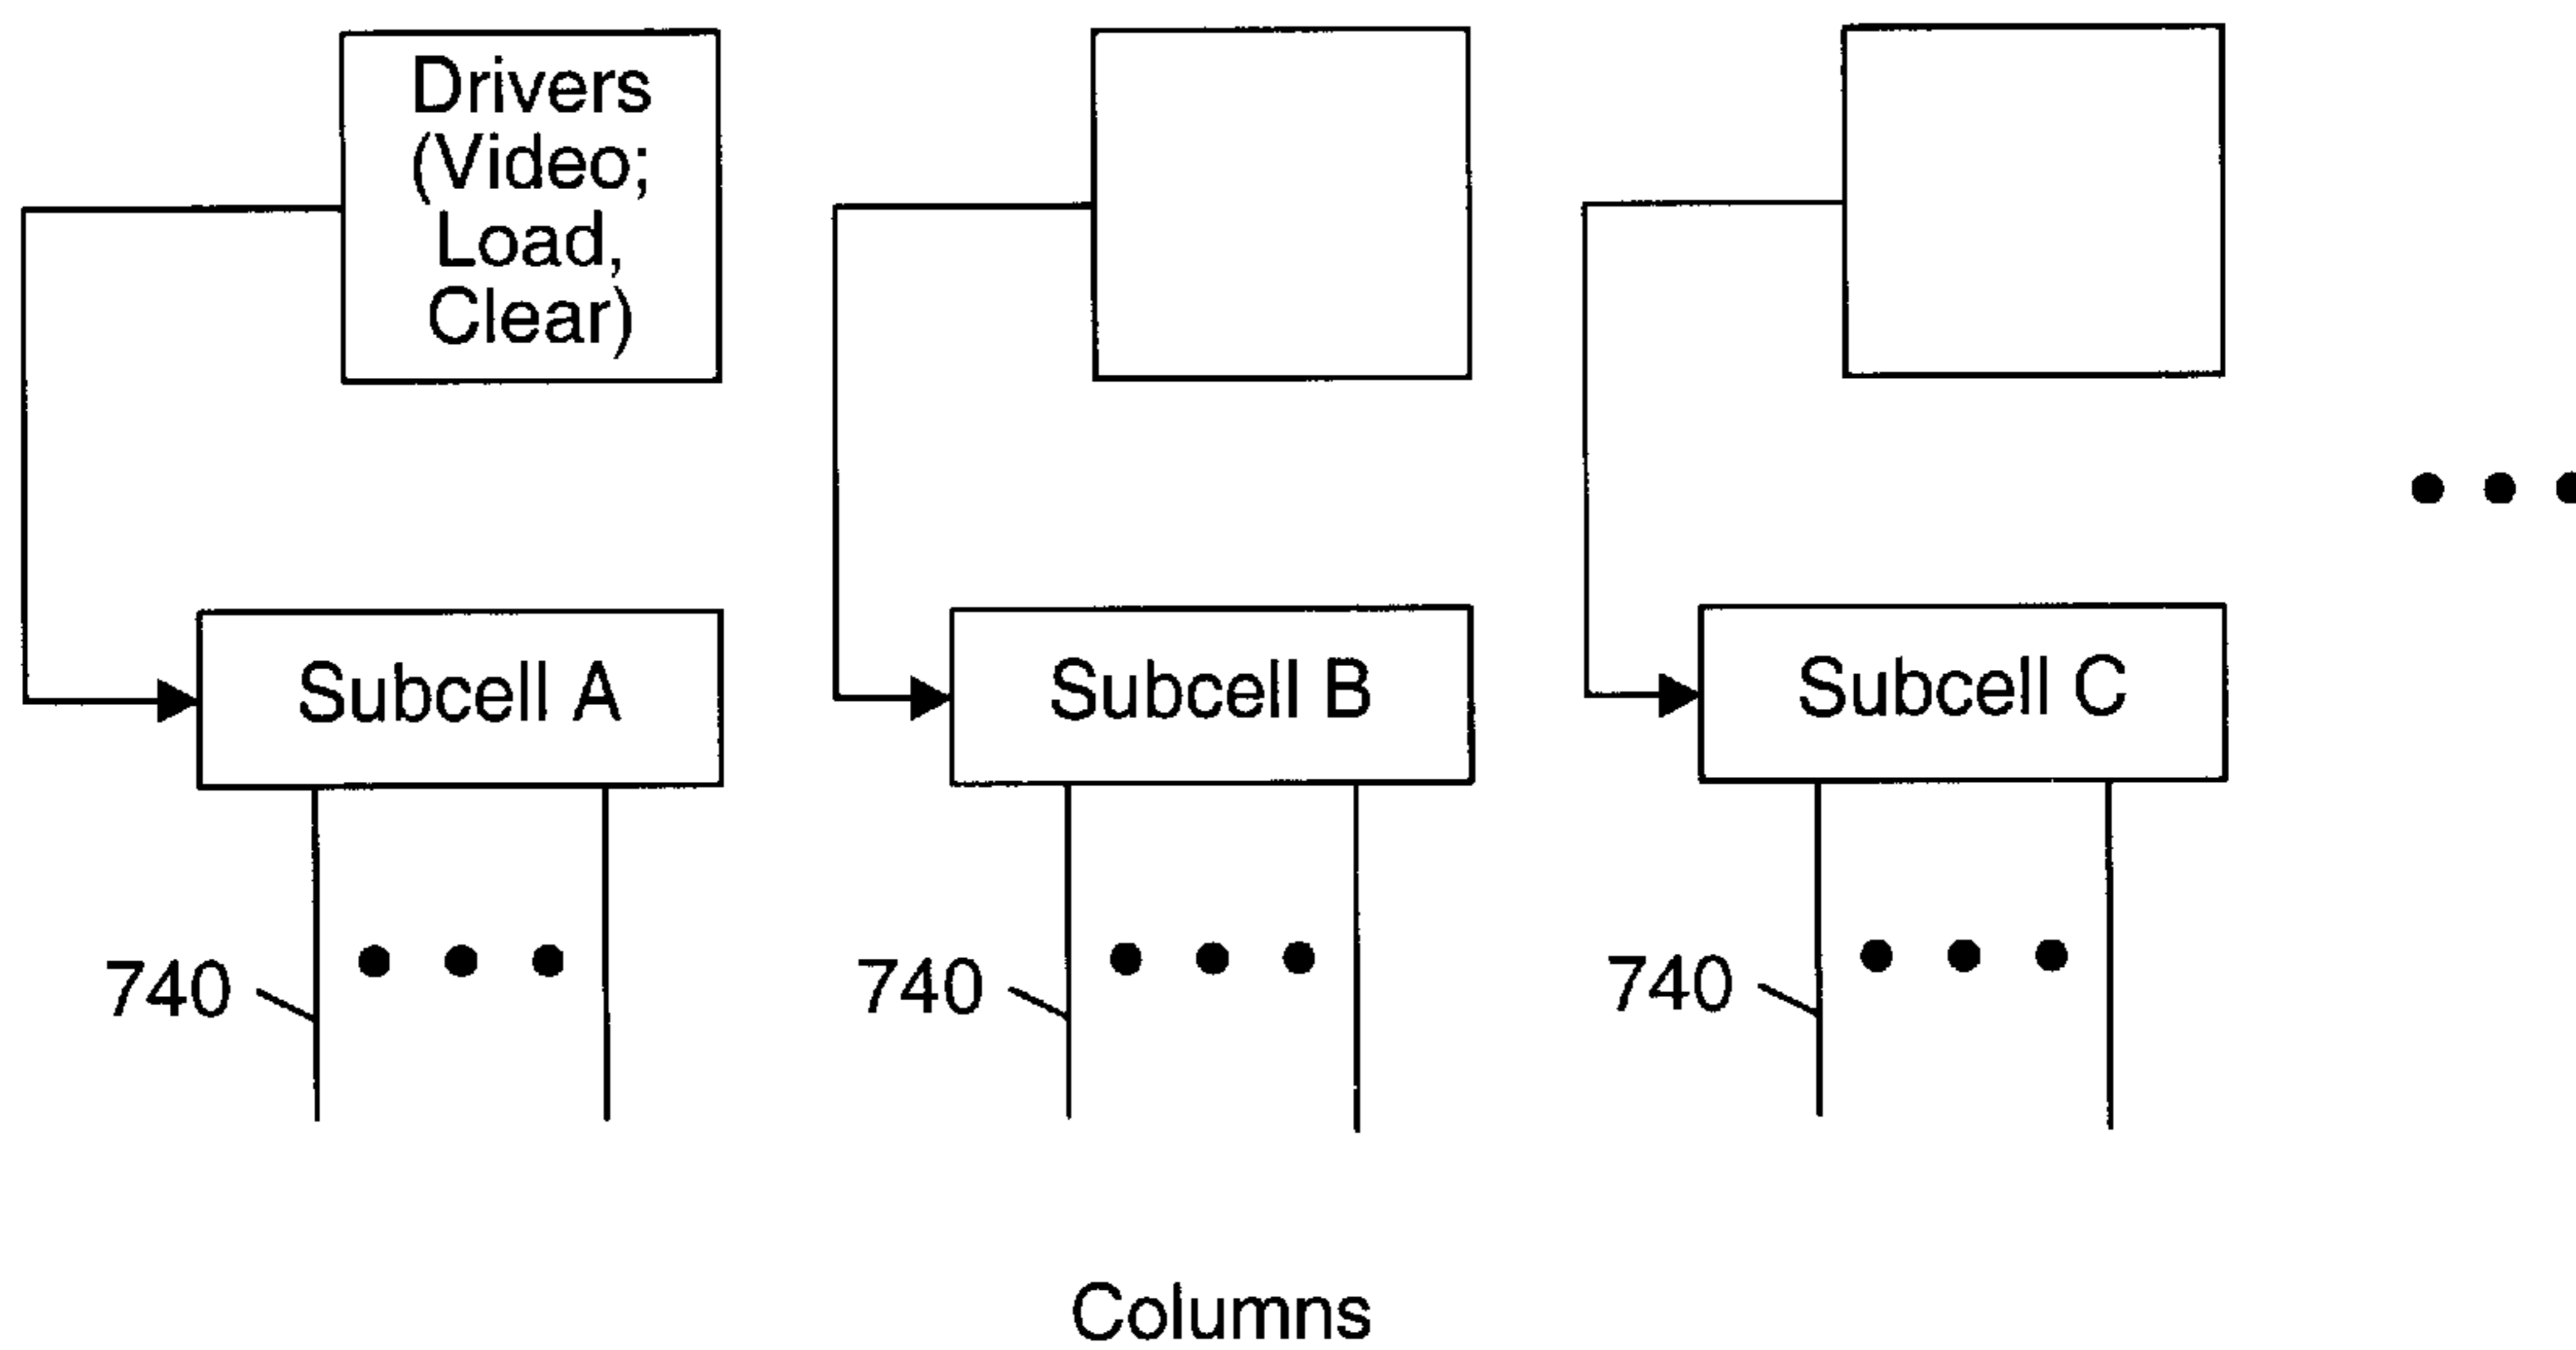 Drivers
(Video;
Load,
Clear)
Subcell A
Subcell B
Subcell C
740
740
740
Columns